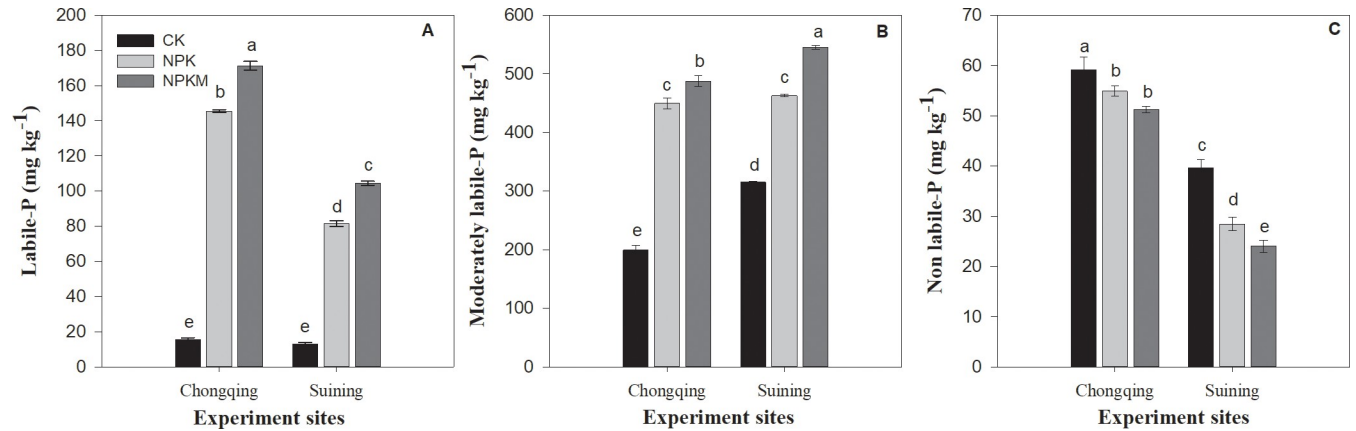 A
CK
NPK
NPKM
200
180
160
140
120
100
80
60
40
20
0
Labile-P (mg kg-1)
e
b
a
e
d
c
Chongqing
Suining
Experiment sites
B
600
500
400
300
200
100
0
Moderately labile-P (mg kg-1)
e
c
b
d
c
a
Chongqing
Suining
Experiment sites
C
70
60
50
40
30
20
10
0
Non labile-P (mg kg-1)
a
b
b
c
d
e
Chongqing
Suining
Experiment sites